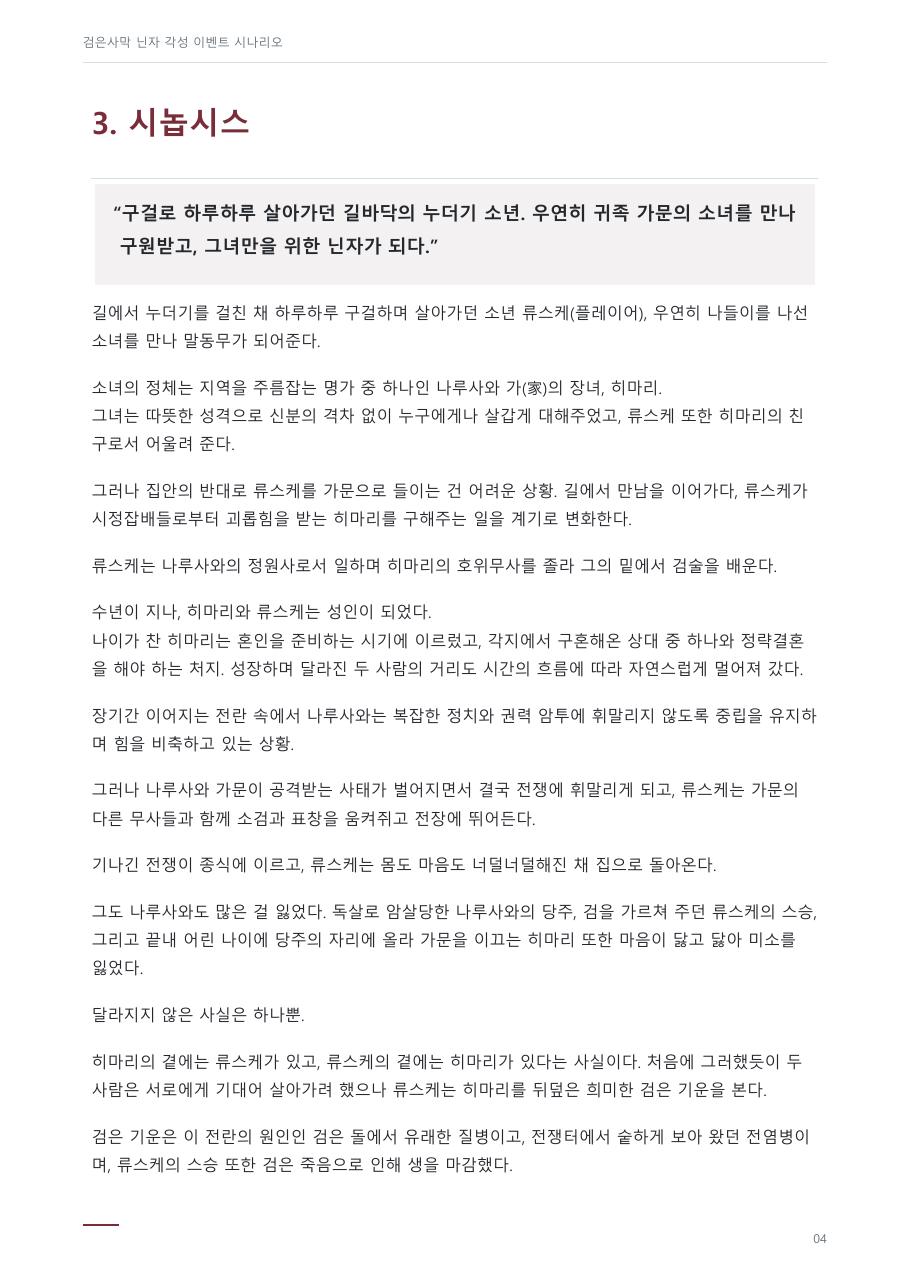 검은사막 닌자 각성 이벤트 시나리오
3. 시놉시스
“구걸로 하루하루 살아가던 길바닥의 누더기 소년. 우연히 귀족 가문의 소녀를 만나
구원받고, 그녀만을 위한 닌자가 되다.”
길에서 누더기를 걸친 채 하루하루 구걸하며 살아가던 소년 류스케(플레이어), 우연히 나들이를 나선
소녀를 만나 말동무가 되어준다.
소녀의 정체는 지역을 주름잡는 명가 중 하나인 나루사와 가(家)의 장녀, 히마리.
그녀는 따뜻한 성격으로 신분의 격차 없이 누구에게나 살갑게 대해주었고, 류스케 또한 히마리의 친
구로서 어울려 준다.
그러나 집안의 반대로 류스케를 가문으로 들이는 건 어려운 상황. 길에서 만남을 이어가다, 류스케가
시정잡배들로부터 괴롭힘을 받는 히마리를 구해주는 일을 계기로 변화한다.
류스케는 나루사와의 정원사로서 일하며 히마리의 호위무사를 졸라 그의 밑에서 검술을 배운다.
수년이 지나, 히마리와 류스케는 성인이 되었다.
나이가 찬 히마리는 혼인을 준비하는 시기에 이르렀고, 각지에서 구혼해온 상대 중 하나와 정략결혼
을 해야 하는 처지. 성장하며 달라진 두 사람의 거리도 시간의 흐름에 따라 자연스럽게 멀어져 갔다.
장기간 이어지는 전란 속에서 나루사와는 복잡한 정치와 권력 암투에 휘말리지 않도록 중립을 유지하
며 힘을 비축하고 있는 상황.
그러나 나루사와 가문이 공격받는 사태가 벌어지면서 결국 전쟁에 휘말리게 되고, 류스케는 가문의
다른 무사들과 함께 소검과 표창을 움켜쥐고 전장에 뛰어든다.
기나긴 전쟁이 종식에 이르고, 류스케는 몸도 마음도 너덜너덜해진 채 집으로 돌아온다.
그도 나루사와도 많은 걸 잃었다. 독살로 암살당한 나루사와의 당주, 검을 가르쳐 주던 류스케의 스승,
그리고 끝내 어린 나이에 당주의 자리에 올라 가문을 이끄는 히마리 또한 마음이 닳고 닳아 미소를
잃었다.
달라지지 않은 사실은 하나뿐.
히마리의 곁에는 류스케가 있고, 류스케의 곁에는 히마리가 있다는 사실이다. 처음에 그러했듯이 두
사람은 서로에게 기대어 살아가려 했으나 류스케는 히마리를 뒤덮은 희미한 검은 기운을 본다.
검은 기운은 이 전란의 원인인 검은 돌에서 유래한 질병이고, 전쟁터에서 숱하게 보아 왔던 전염병이
며, 류스케의 스승 또한 검은 죽음으로 인해 생을 마감했다.
04